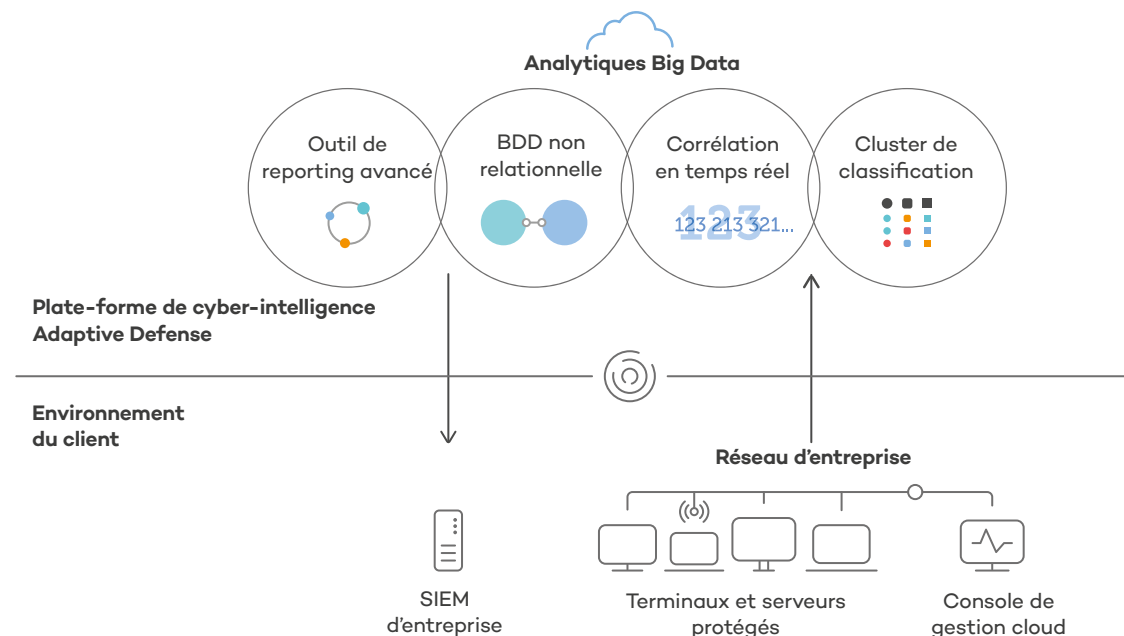 Analytiques Big Data
Outil de
reporting avancé
BDD non
relationnelle
Corrélation
en temps réel
123
123 213 321...
Cluster de
classification
Plate-forme de cyber-intelligence
Adaptive Defense
Environnement
du client
Réseau d’entreprise
SIEM
d’entreprise
Terminaux et serveurs
protégés
Console de
gestion cloud